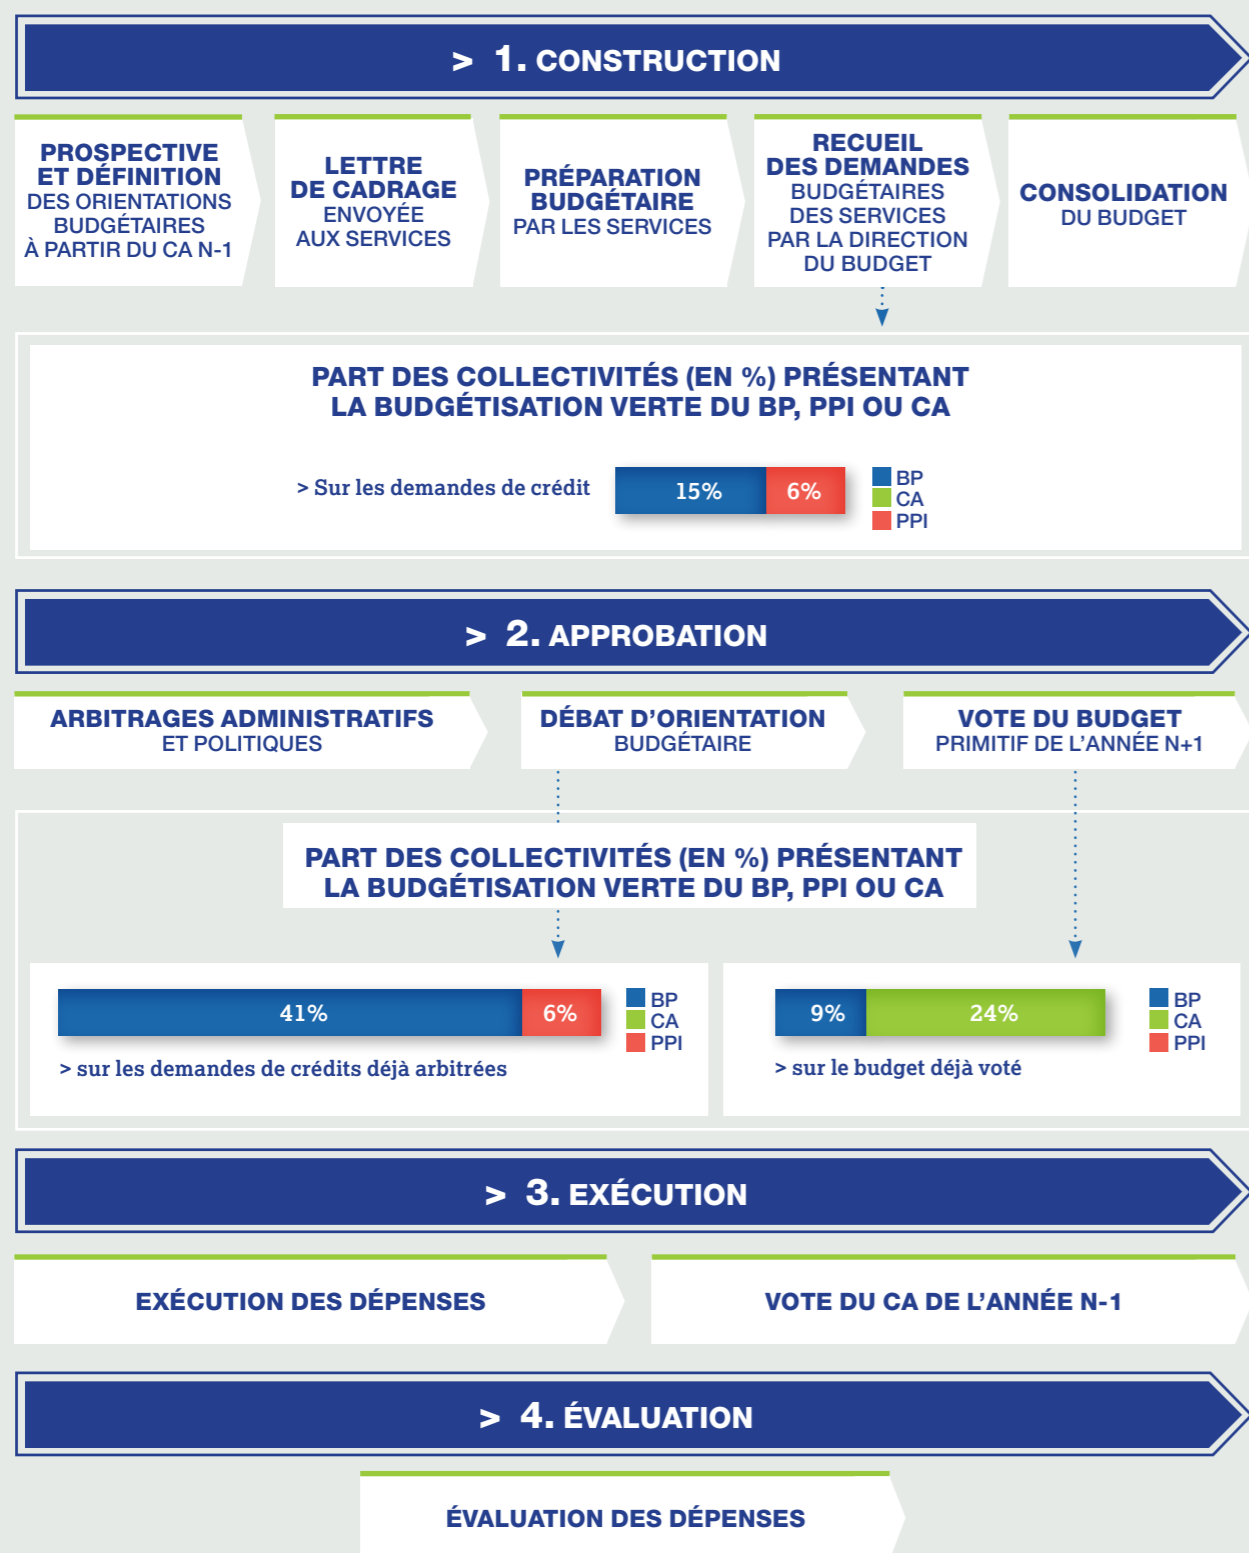 > 1. CONSTRUCTION
PROSPECTIVE
ET DÉFINITION
DES ORIENTATIONS
BUDGÉTAIRES
À PARTIR DU CA N-1
LETTRE
DE CADRAGE
ENVOYÉE
AUX SERVICES
PRÉPARATION
BUDGÉTAIRE
PAR LES SERVICES
RECUEIL
DES DEMANDES
BUDGÉTAIRES
DES SERVICES
PAR LA DIRECTION
DU BUDGET
CONSOLIDATION
DU BUDGET
PART DES COLLECTIVITÉS (EN %) PRÉSENTANT
LA BUDGÉTISATION VERTE DU BP, PPI OU CA
> Sur les demandes de crédit
15%
6%
BP
CA
PPI
> 2. APPROBATION
ARBITRAGES ADMINISTRATIFS
ET POLITIQUES
DÉBAT D'ORIENTATION
BUDGÉTAIRE
VOTE DU BUDGET
PRIMITIF DE L'ANNÉE N+1
PART DES COLLECTIVITÉS (EN %) PRÉSENTANT
LA BUDGÉTISATION VERTE DU BP, PPI OU CA
41%
6%
BP
CA
PPI
> sur les demandes de crédits déjà arbitrées
9%
24%
BP
CA
PPI
> sur le budget déjà voté
> 3. EXÉCUTION
EXÉCUTION DES DÉPENSES
VOTE DU CA DE L'ANNÉE N-1
> 4. ÉVALUATION
ÉVALUATION DES DÉPENSES